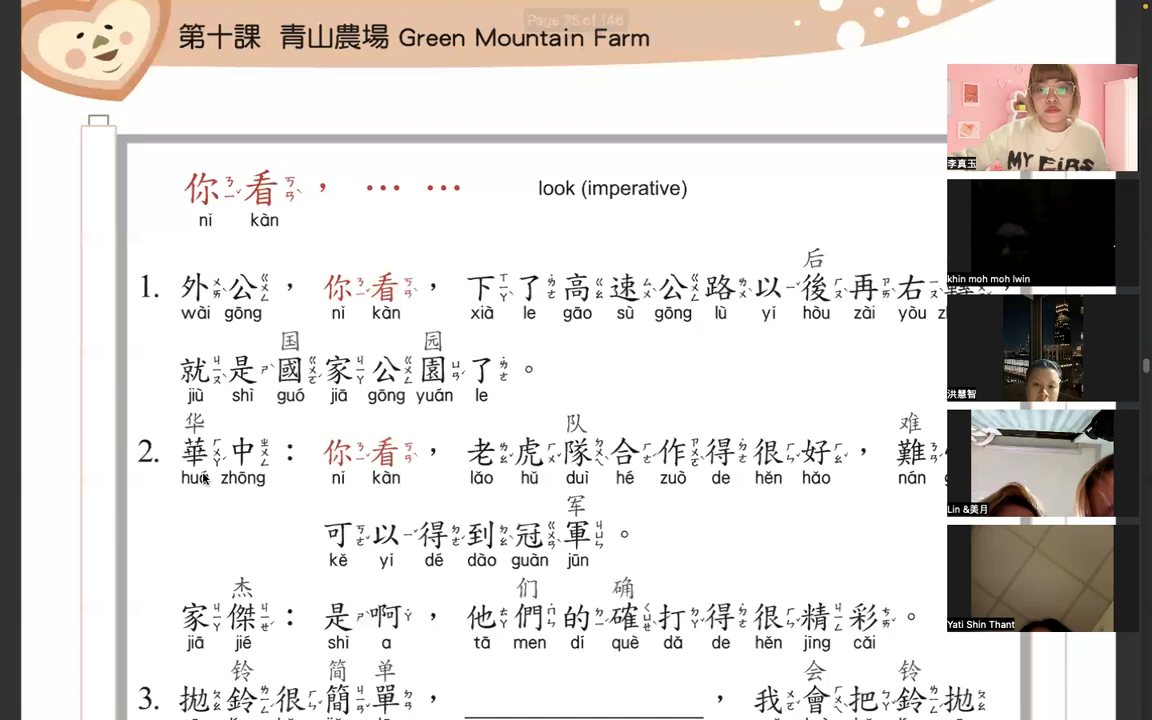 Page 75 of 146
第十課 青山農場 Green Mountain Farm
你看，⋯ ⋯ look (imperative)
nǐ kàn
后
1. 外公，你看，下了高速公路以後再右
wài gōng nǐ kàn xià le gāo sù gōng lù yǐ hòu zài yòu
国 园
就是國家公園了。
jiù shì guó jiā gōng yuán le
华 队 难
2. 華中：你看，老虎隊合作得很好，難
huá zhōng nǐ kàn lǎo hǔ duì hé zuò de hěn hǎo nán
军
可以得到冠軍。
kě yǐ dé dào guàn jūn
杰 们 确
家傑：是啊，他們的確打得很精彩。
jiā jié shì a tā men dí què dǎ de hěn jīng cǎi
铃 简 单 会 铃
3. 拋鈴很簡單，________，我會把鈴拋
李真玉
khin moh moh lwin
洪慧智
Lin &美月
Yati Shin Thant
MY